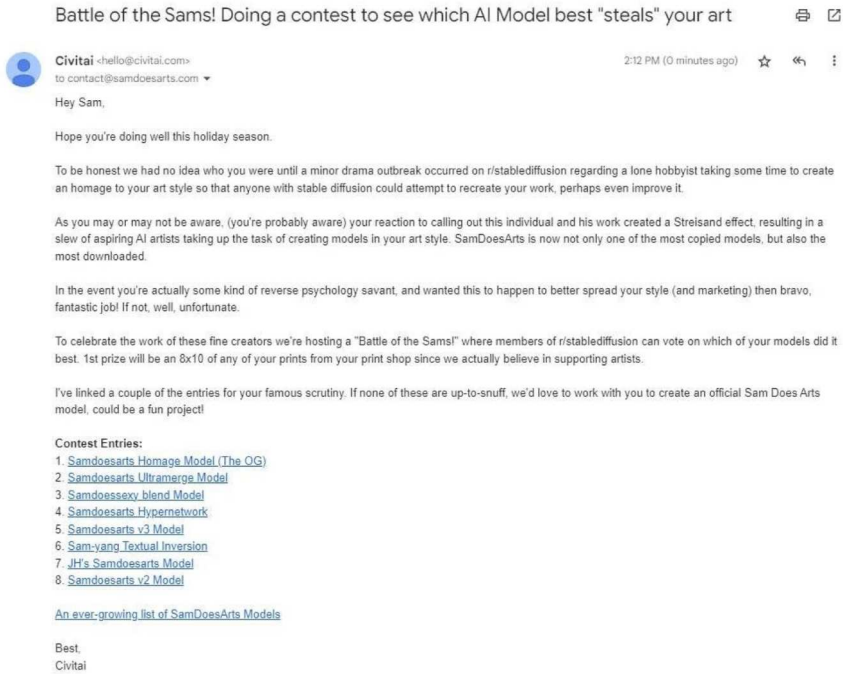 Battle of the Sams! Doing a contest to see which AI Model best "steals" your art
Civitai <hello@civitai.com>
2:12 PM (0 minutes ago)
to contact@samdoesarts.com
Hey Sam,
Hope you're doing well this holiday season.
To be honest we had no idea who you were until a minor drama outbreak occurred on r/stablediffusion regarding a lone hobbyist taking some time to create
an homage to your art style so that anyone with stable diffusion could attempt to recreate your work, perhaps even improve it.
As you may or may not be aware, (you're probably aware) your reaction to calling out this individual and his work created a Streisand effect, resulting in a
slew of aspiring AI artists taking up the task of creating models in your art style. SamDoesArts is now not only one of the most copied models, but also the
most downloaded.
In the event you're actually some kind of reverse psychology savant, and wanted this to happen to better spread your style (and marketing) then bravo,
fantastic job! If not, well, unfortunate.
To celebrate the work of these fine creators we're hosting a "Battle of the Sams!" where members of r/stablediffusion can vote on which of your models did it
best. 1st prize will be an 8x10 of any of your prints from your print shop since we actually believe in supporting artists.
I've linked a couple of the entries for your famous scrutiny. If none of these are up-to-snuff, we'd love to work with you to create an official Sam Does Arts
model, could be a fun project!
Contest Entries:
1. Samdoesarts Homage Model (The OG)
2. Samdoesarts Ultramerge Model
3. Samdoessexy blend Model
4. Samdoesarts Hypernetwork
5. Samdoesarts v3 Model
6. Sam-yang Textual Inversion
7. JH's Samdoesarts Model
8. Samdoesarts v2 Model
An ever-growing list of SamDoesArts Models
Best,
Civitai